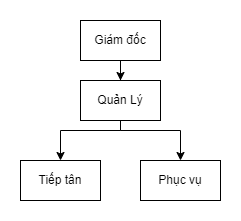 Giám đốc
Quản Lý
Tiếp tân
Phục vụ